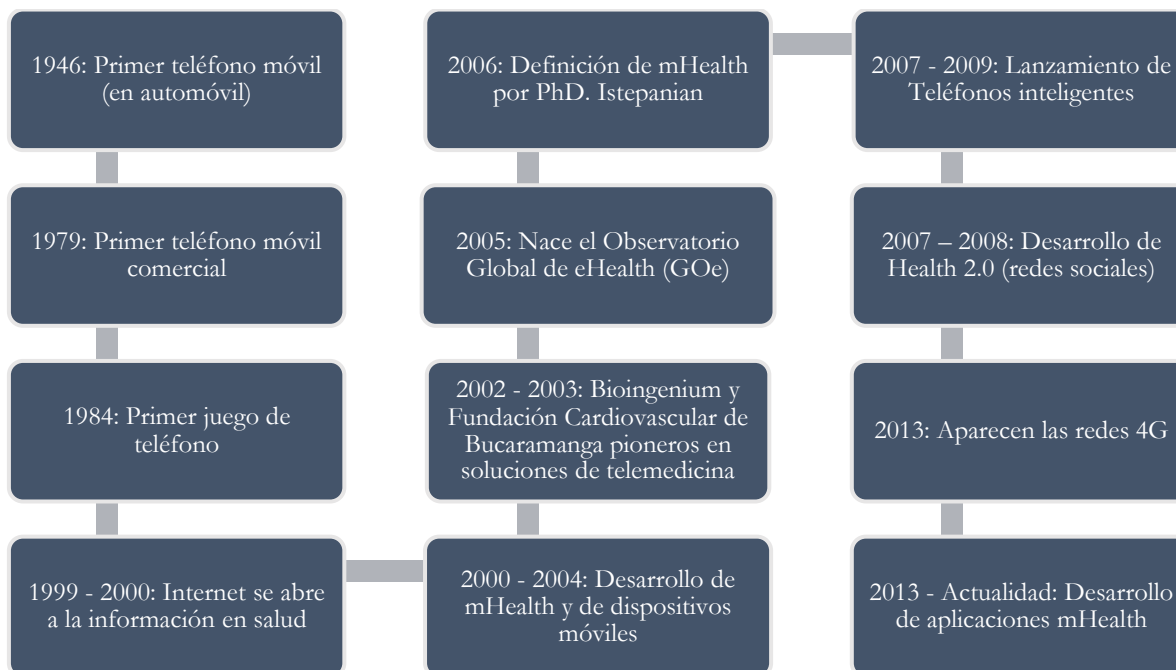 1946: Primer teléfono móvil
(en automóvil)
1979: Primer teléfono móvil
comercial
1984: Primer juego de
teléfono
1999 - 2000: Internet se abre
a la información en salud
2000 - 2004: Desarrollo de
mHealth y de dispositivos
móviles
2002 - 2003: Bioingenium y
Fundación Cardiovascular de
Bucaramanga pioneros en
soluciones de telemedicina
2005: Nace el Observatorio
Global de eHealth (GOe)
2006: Definición de mHealth
por PhD. Istepanian
2007 - 2009: Lanzamiento de
Teléfonos inteligentes
2007 – 2008: Desarrollo de
Health 2.0 (redes sociales)
2013: Aparecen las redes 4G
2013 - Actualidad: Desarrollo
de aplicaciones mHealth